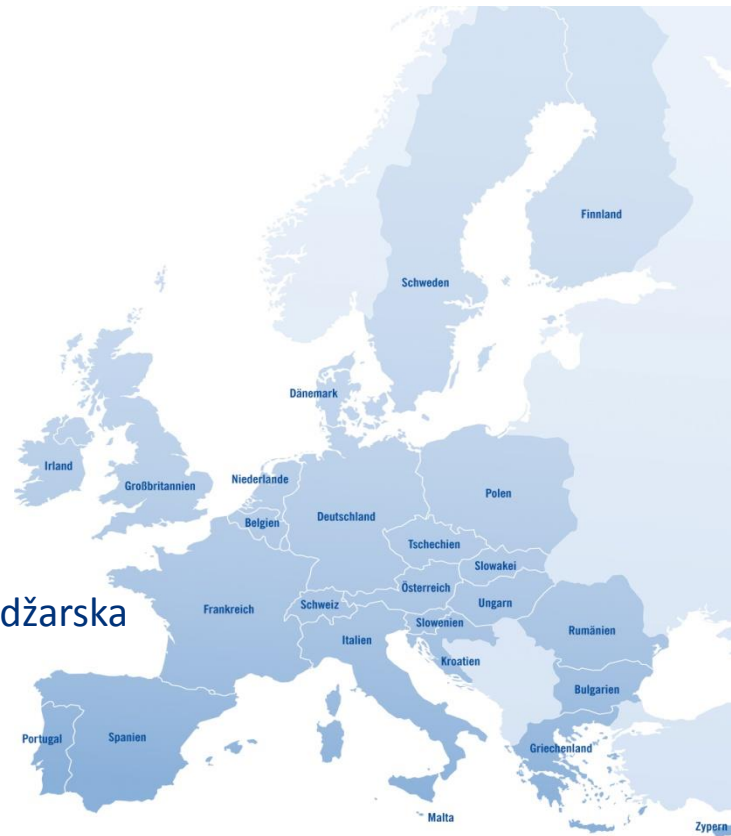 Finnland
Schweden
Dänemark
Irland
Großbritannien
Niederlande
Polen
Belgien
Deutschland
Tschechien
Slowakei
Österreich
Frankreich
Schweiz
Ungarn
džarska
Slowenien
Rumänien
Italien
Kroatien
Bulgarien
Portugal
Spanien
Griechenland
Malta
Zypern